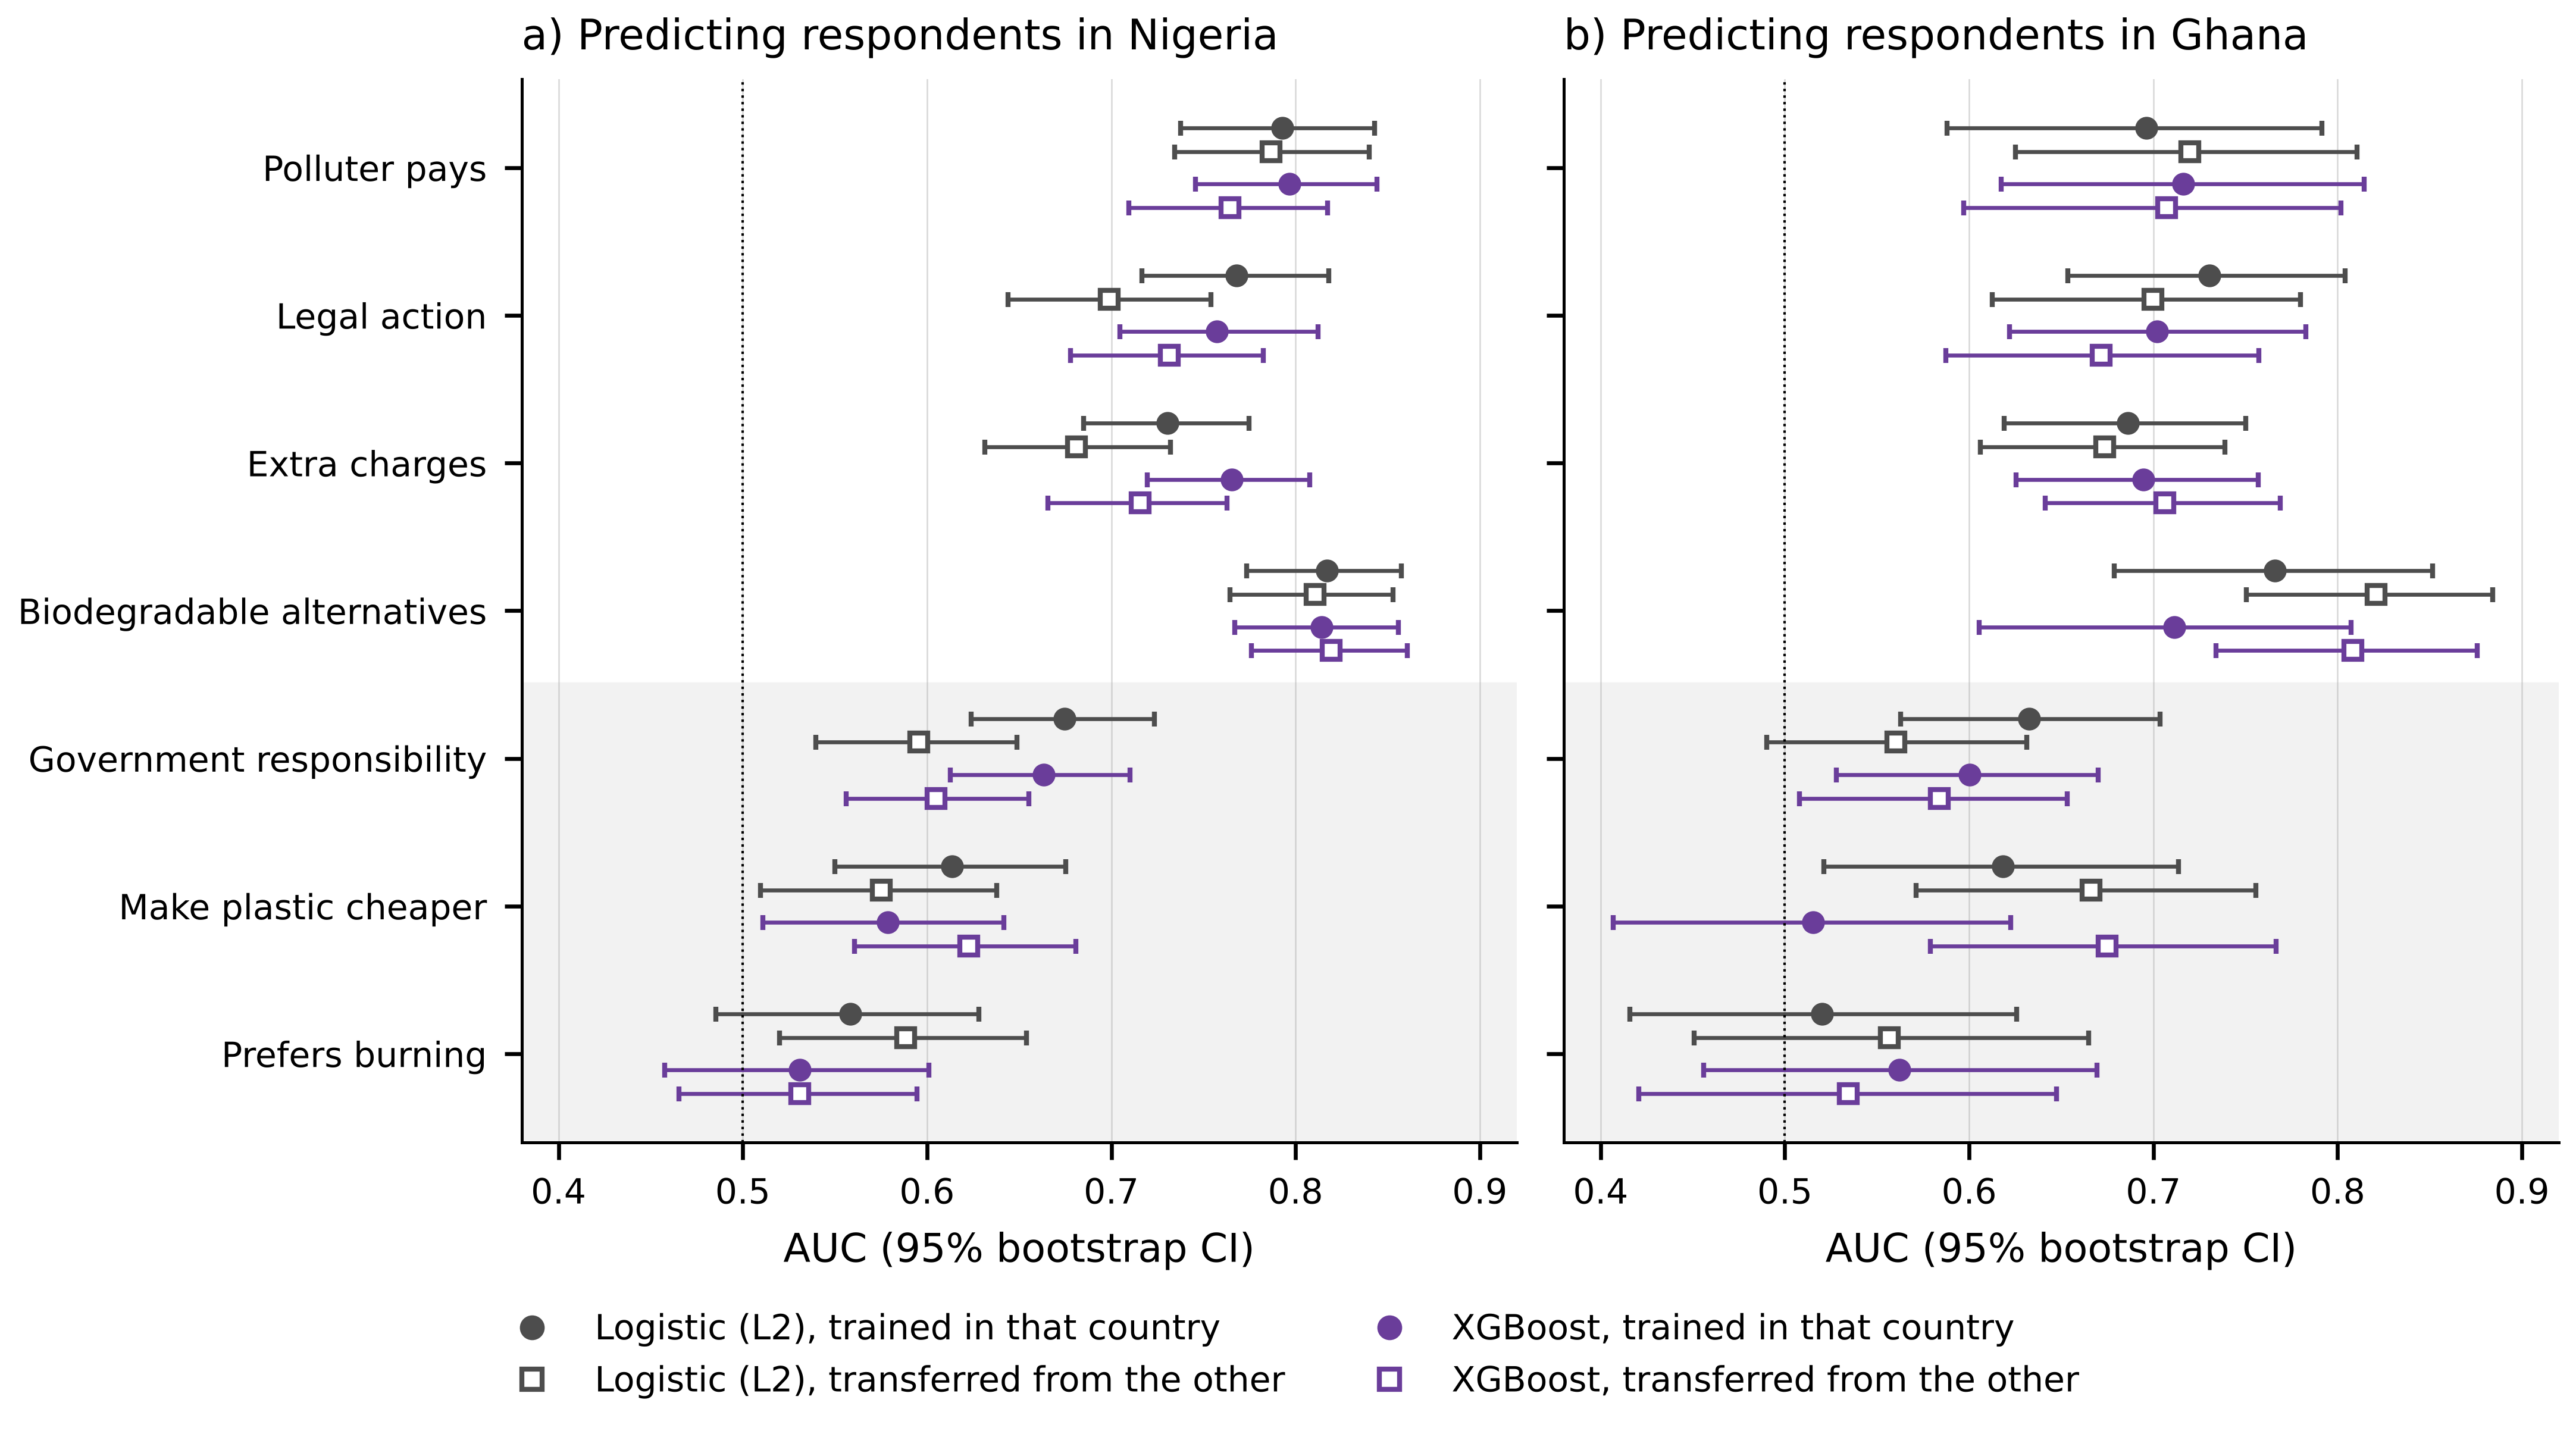 a) Predicting respondents in Nigeria
b) Predicting respondents in Ghana
Polluter pays
Legal action
Extra charges
Biodegradable alternatives
Government responsibility
Make plastic cheaper
Prefers burning
0.4 0.5 0.6 0.7 0.8 0.9
0.4 0.5 0.6 0.7 0.8 0.9
AUC (95% bootstrap CI)
AUC (95% bootstrap CI)
Logistic (L2), trained in that country
Logistic (L2), transferred from the other
XGBoost, trained in that country
XGBoost, transferred from the other